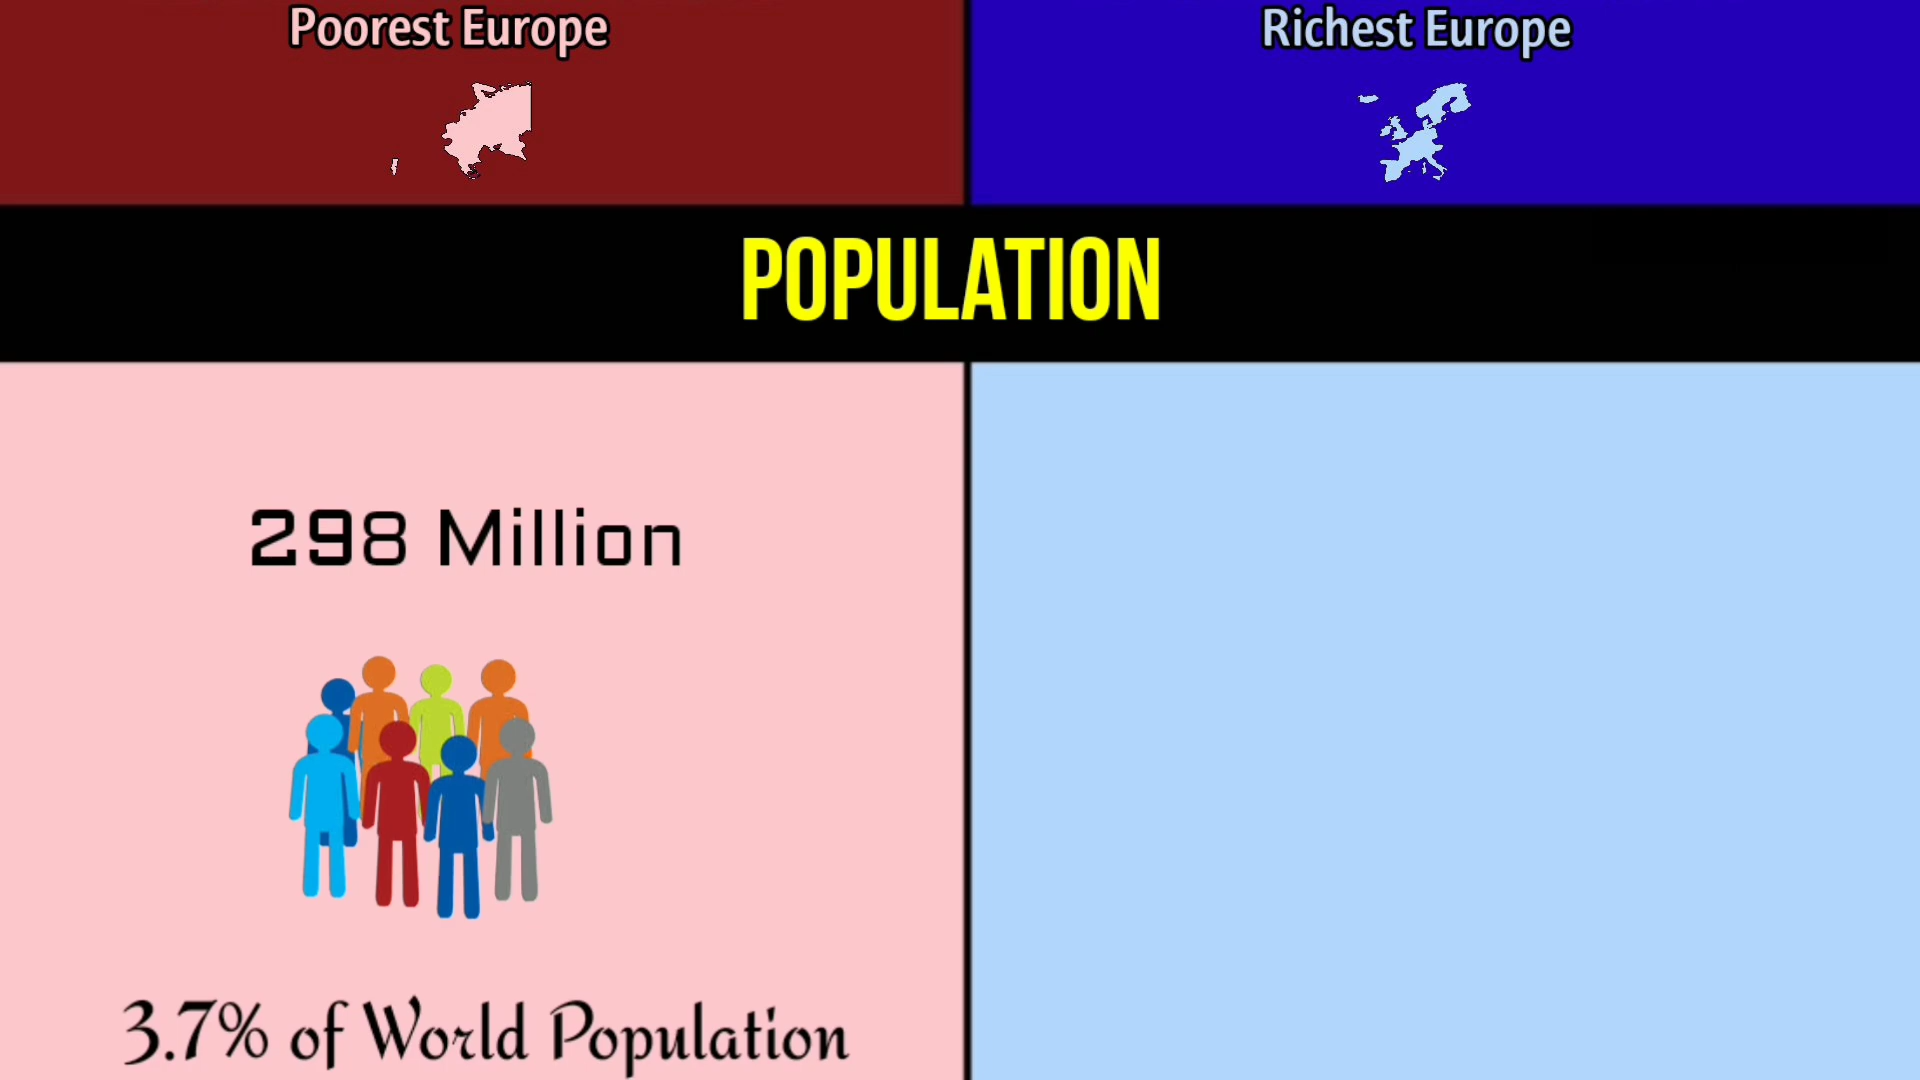 Poorest Europe
Richest Europe
POPULATION
298 Million
3.7% of World Population